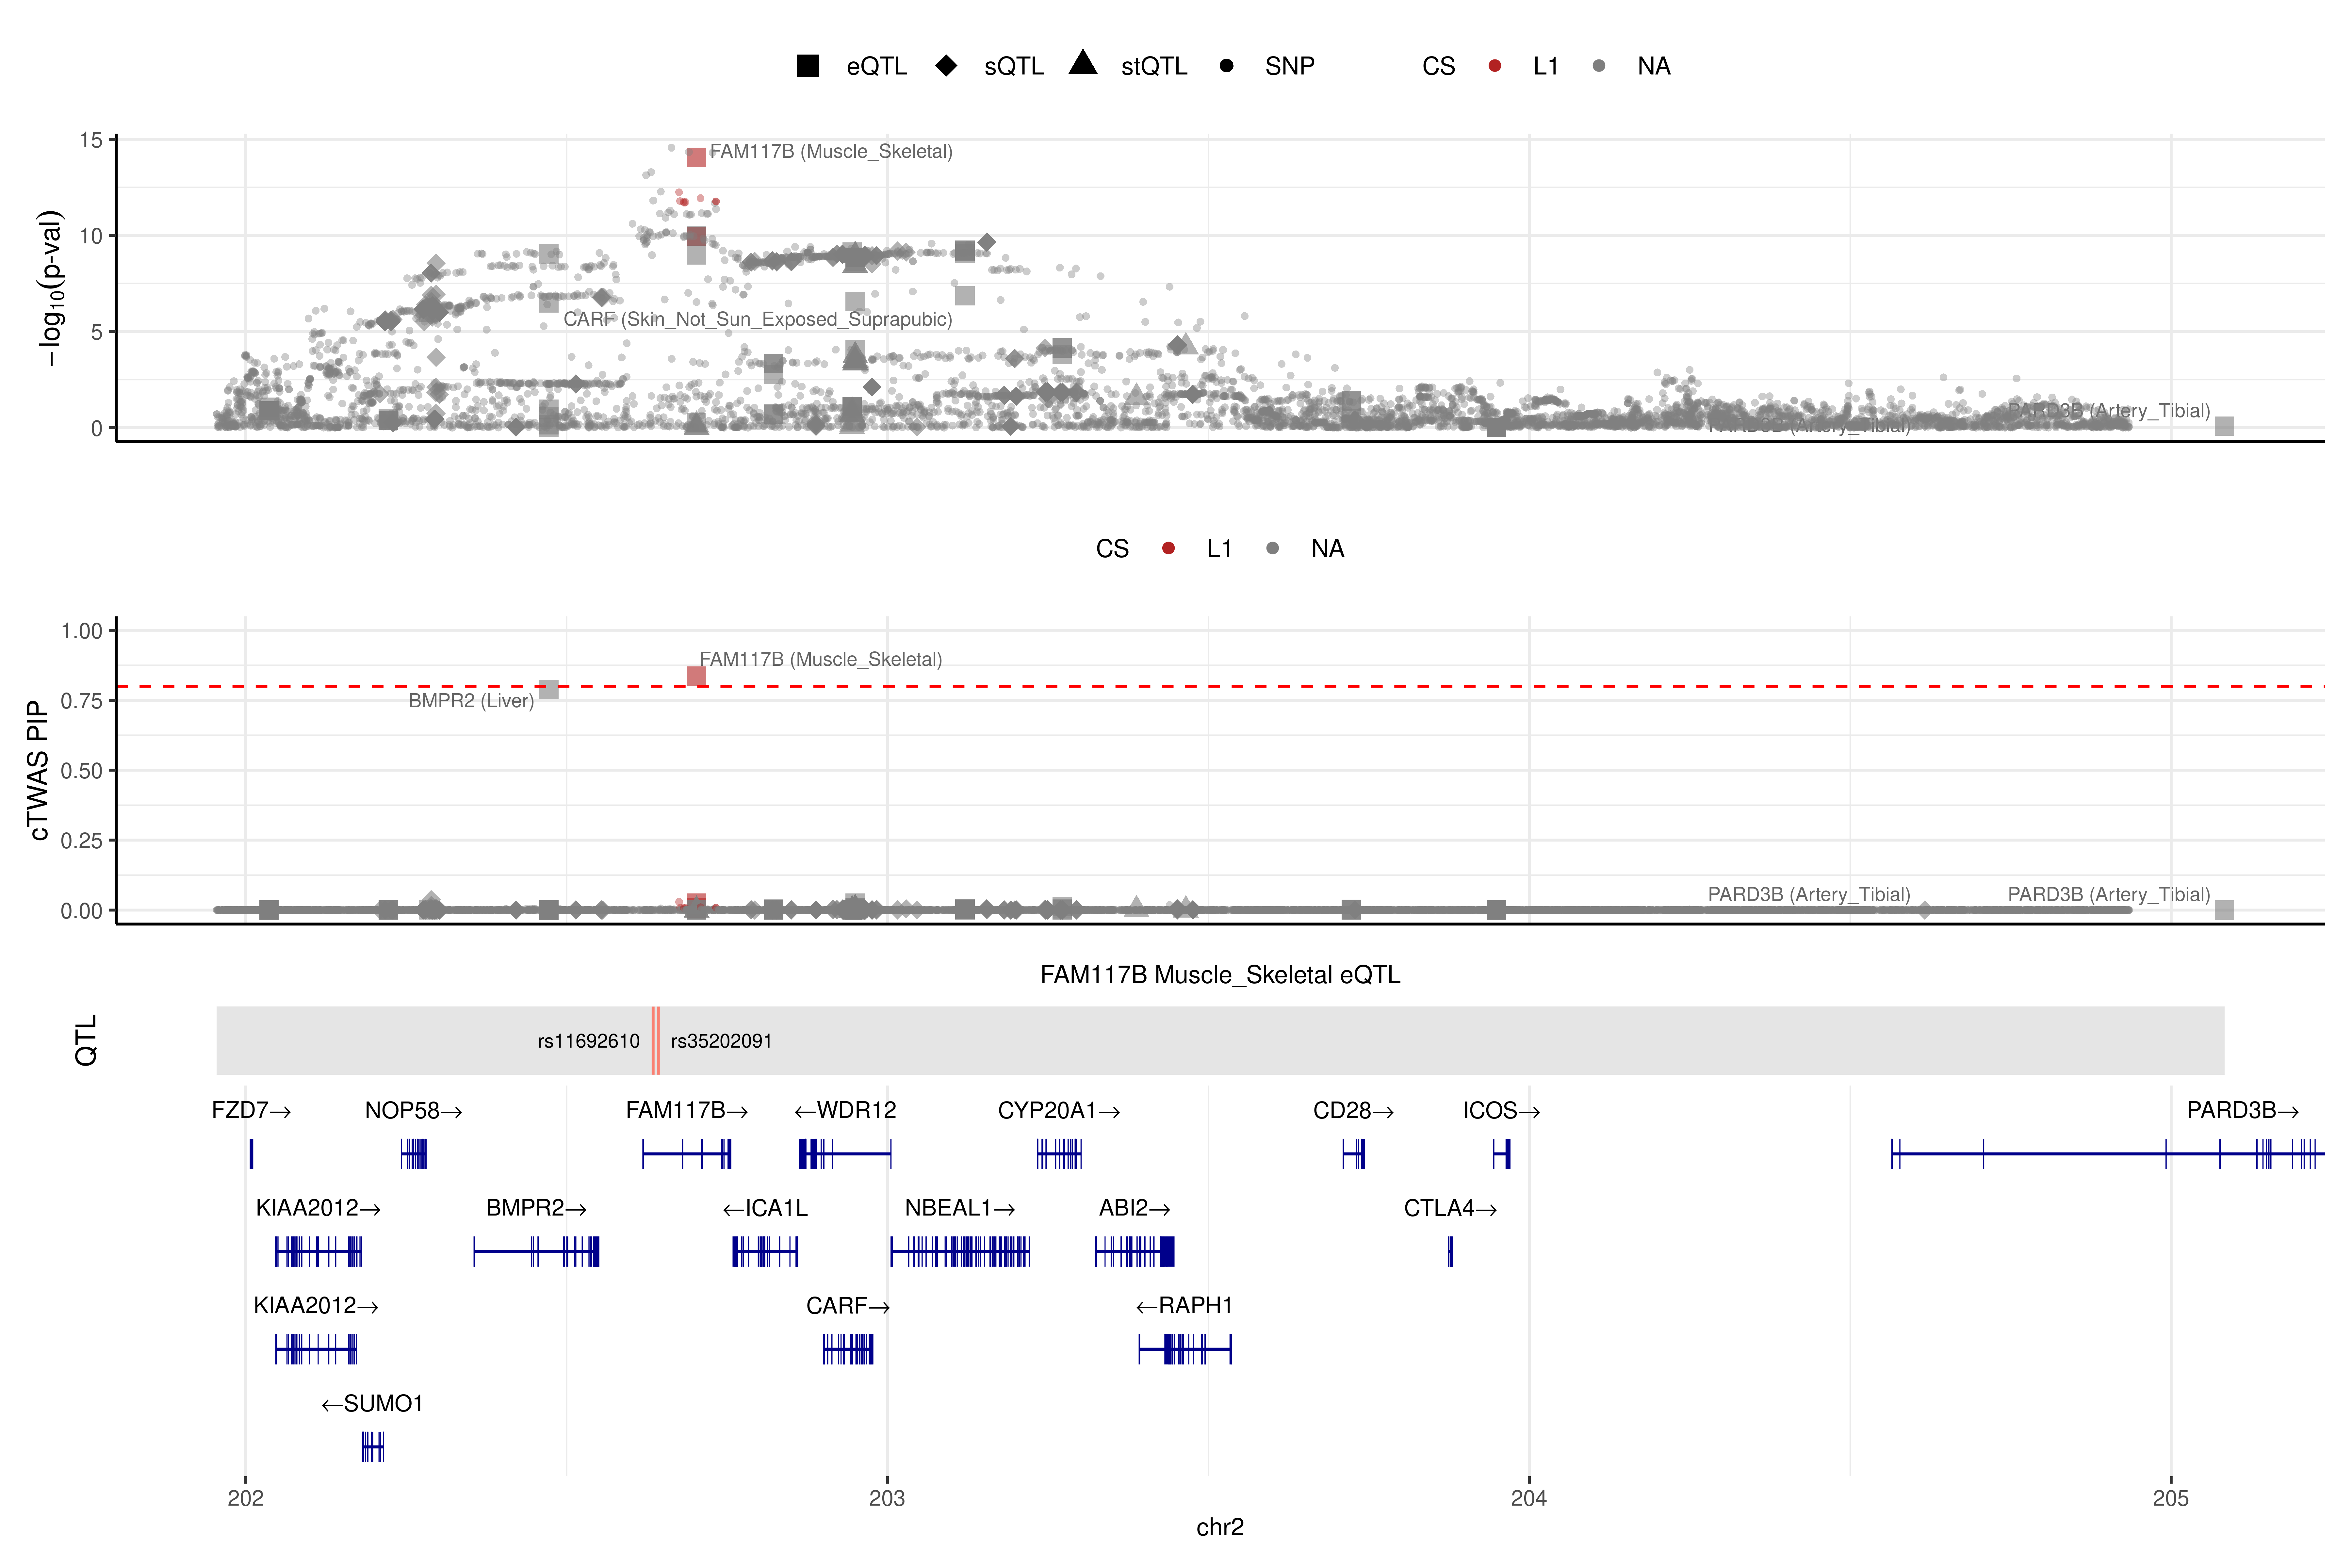 eQTL sQTL stQTL SNP CS L1 NA
−log10(p-val)
15
10
5
0
FAM117B (Muscle_Skeletal)
CARF (Skin_Not_Sun_Exposed_Suprapubic)
PARD3B (Artery_Tibial)
PARD3B (Artery_Tibial)
CS L1 NA
cTWAS PIP
1.00
0.75
0.50
0.25
0.00
FAM117B (Muscle_Skeletal)
BMPR2 (Liver)
PARD3B (Artery_Tibial) PARD3B (Artery_Tibial)
FAM117B Muscle_Skeletal eQTL
QTL
rs11692610 rs35202091
FZD7→ NOP58→ FAM117B→ ←WDR12 CYP20A1→ CD28→ ICOS→ PARD3B→
KIAA2012→ BMPR2→ ←ICA1L NBEAL1→ ABI2→ CTLA4→
KIAA2012→ CARF→ ←RAPH1
←SUMO1
202 203 204 205
chr2